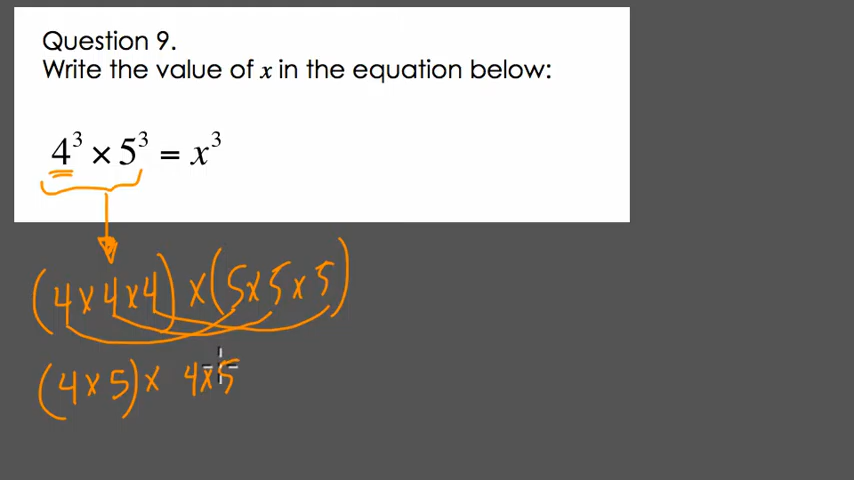 Question 9.
Write the value of x in the equation below:
4³ × 5³ = x³
(4 × 4 × 4) × (5 × 5 × 5)
(4 × 5) × 4 × 5